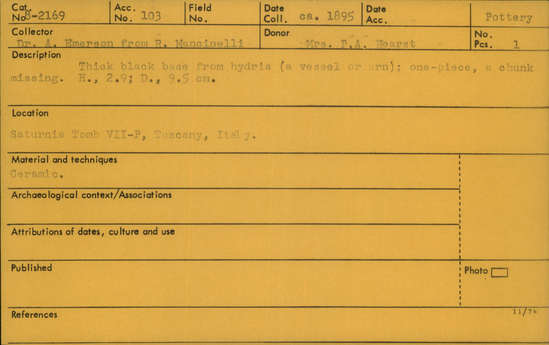 Cat. No. 8-2169 Acc. No. 103 Field No. Date Coll. ca. 1895 Date Acc. Pottery
Collector Dr. A. Emerson from R. Mancinelli Donor Mrs. P.A. Hearst No. Pcs. 1
Description
Thick black base from hydria (a vessel or urn); one-piece, a chunk
missing. H., 2.9; D., 9.5 cm.
Location
Saturnia Tomb VII-P, Tuscany, Italy.
Material and techniques
Ceramic.
Archaeological context/Associations
Attributions of dates, culture and use
Published
Photo
11/76
References